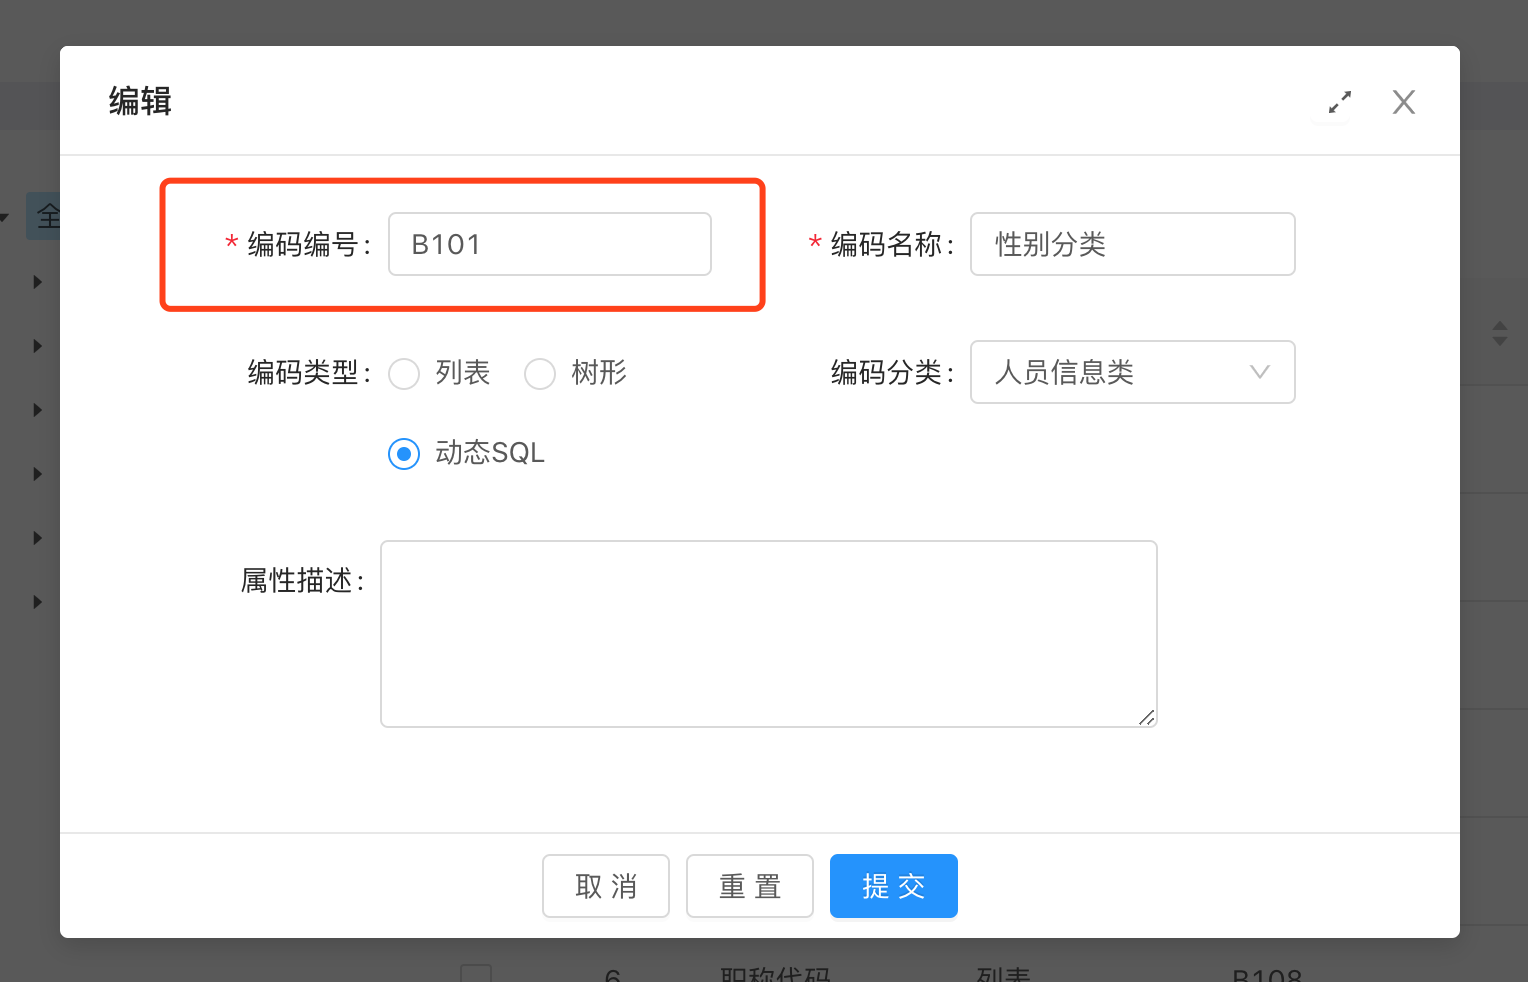 编辑
全
* 编码编号: B101
* 编码名称: 性别分类
编码类型: 列表 树形
编码分类: 人员信息类
动态SQL
属性描述:
取 消 重 置 提 交
6 职称代码 列表 B108